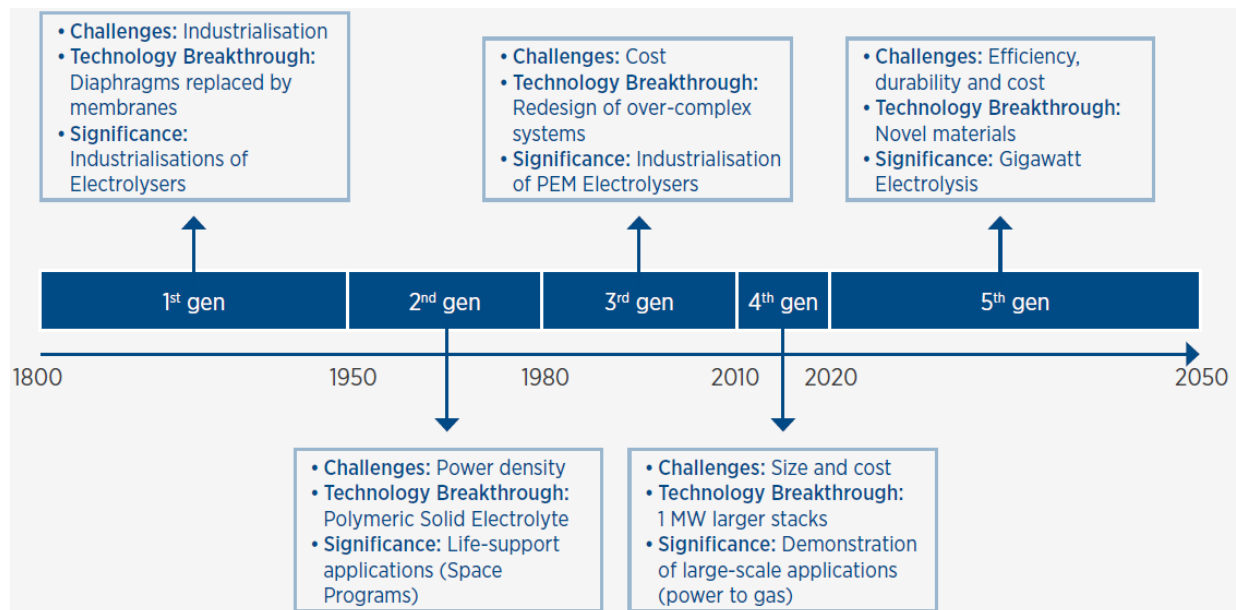 • Challenges: Industrialisation
• Technology Breakthrough:
Diaphragms replaced by
membranes
• Significance:
Industrialisations of
Electrolysers
• Challenges: Cost
• Technology Breakthrough:
Redesign of over-complex
systems
• Significance: Industrialisation
of PEM Electrolysers
• Challenges: Efficiency,
durability and cost
• Technology Breakthrough:
Novel materials
• Significance: Gigawatt
Electrolysis
1st gen
2nd gen
3rd gen
4th gen
5th gen
1800
1950
1980
2010
2020
2050
• Challenges: Power density
• Technology Breakthrough:
Polymeric Solid Electrolyte
• Significance: Life-support
applications (Space
Programs)
• Challenges: Size and cost
• Technology Breakthrough:
1 MW larger stacks
• Significance: Demonstration
of large-scale applications
(power to gas)